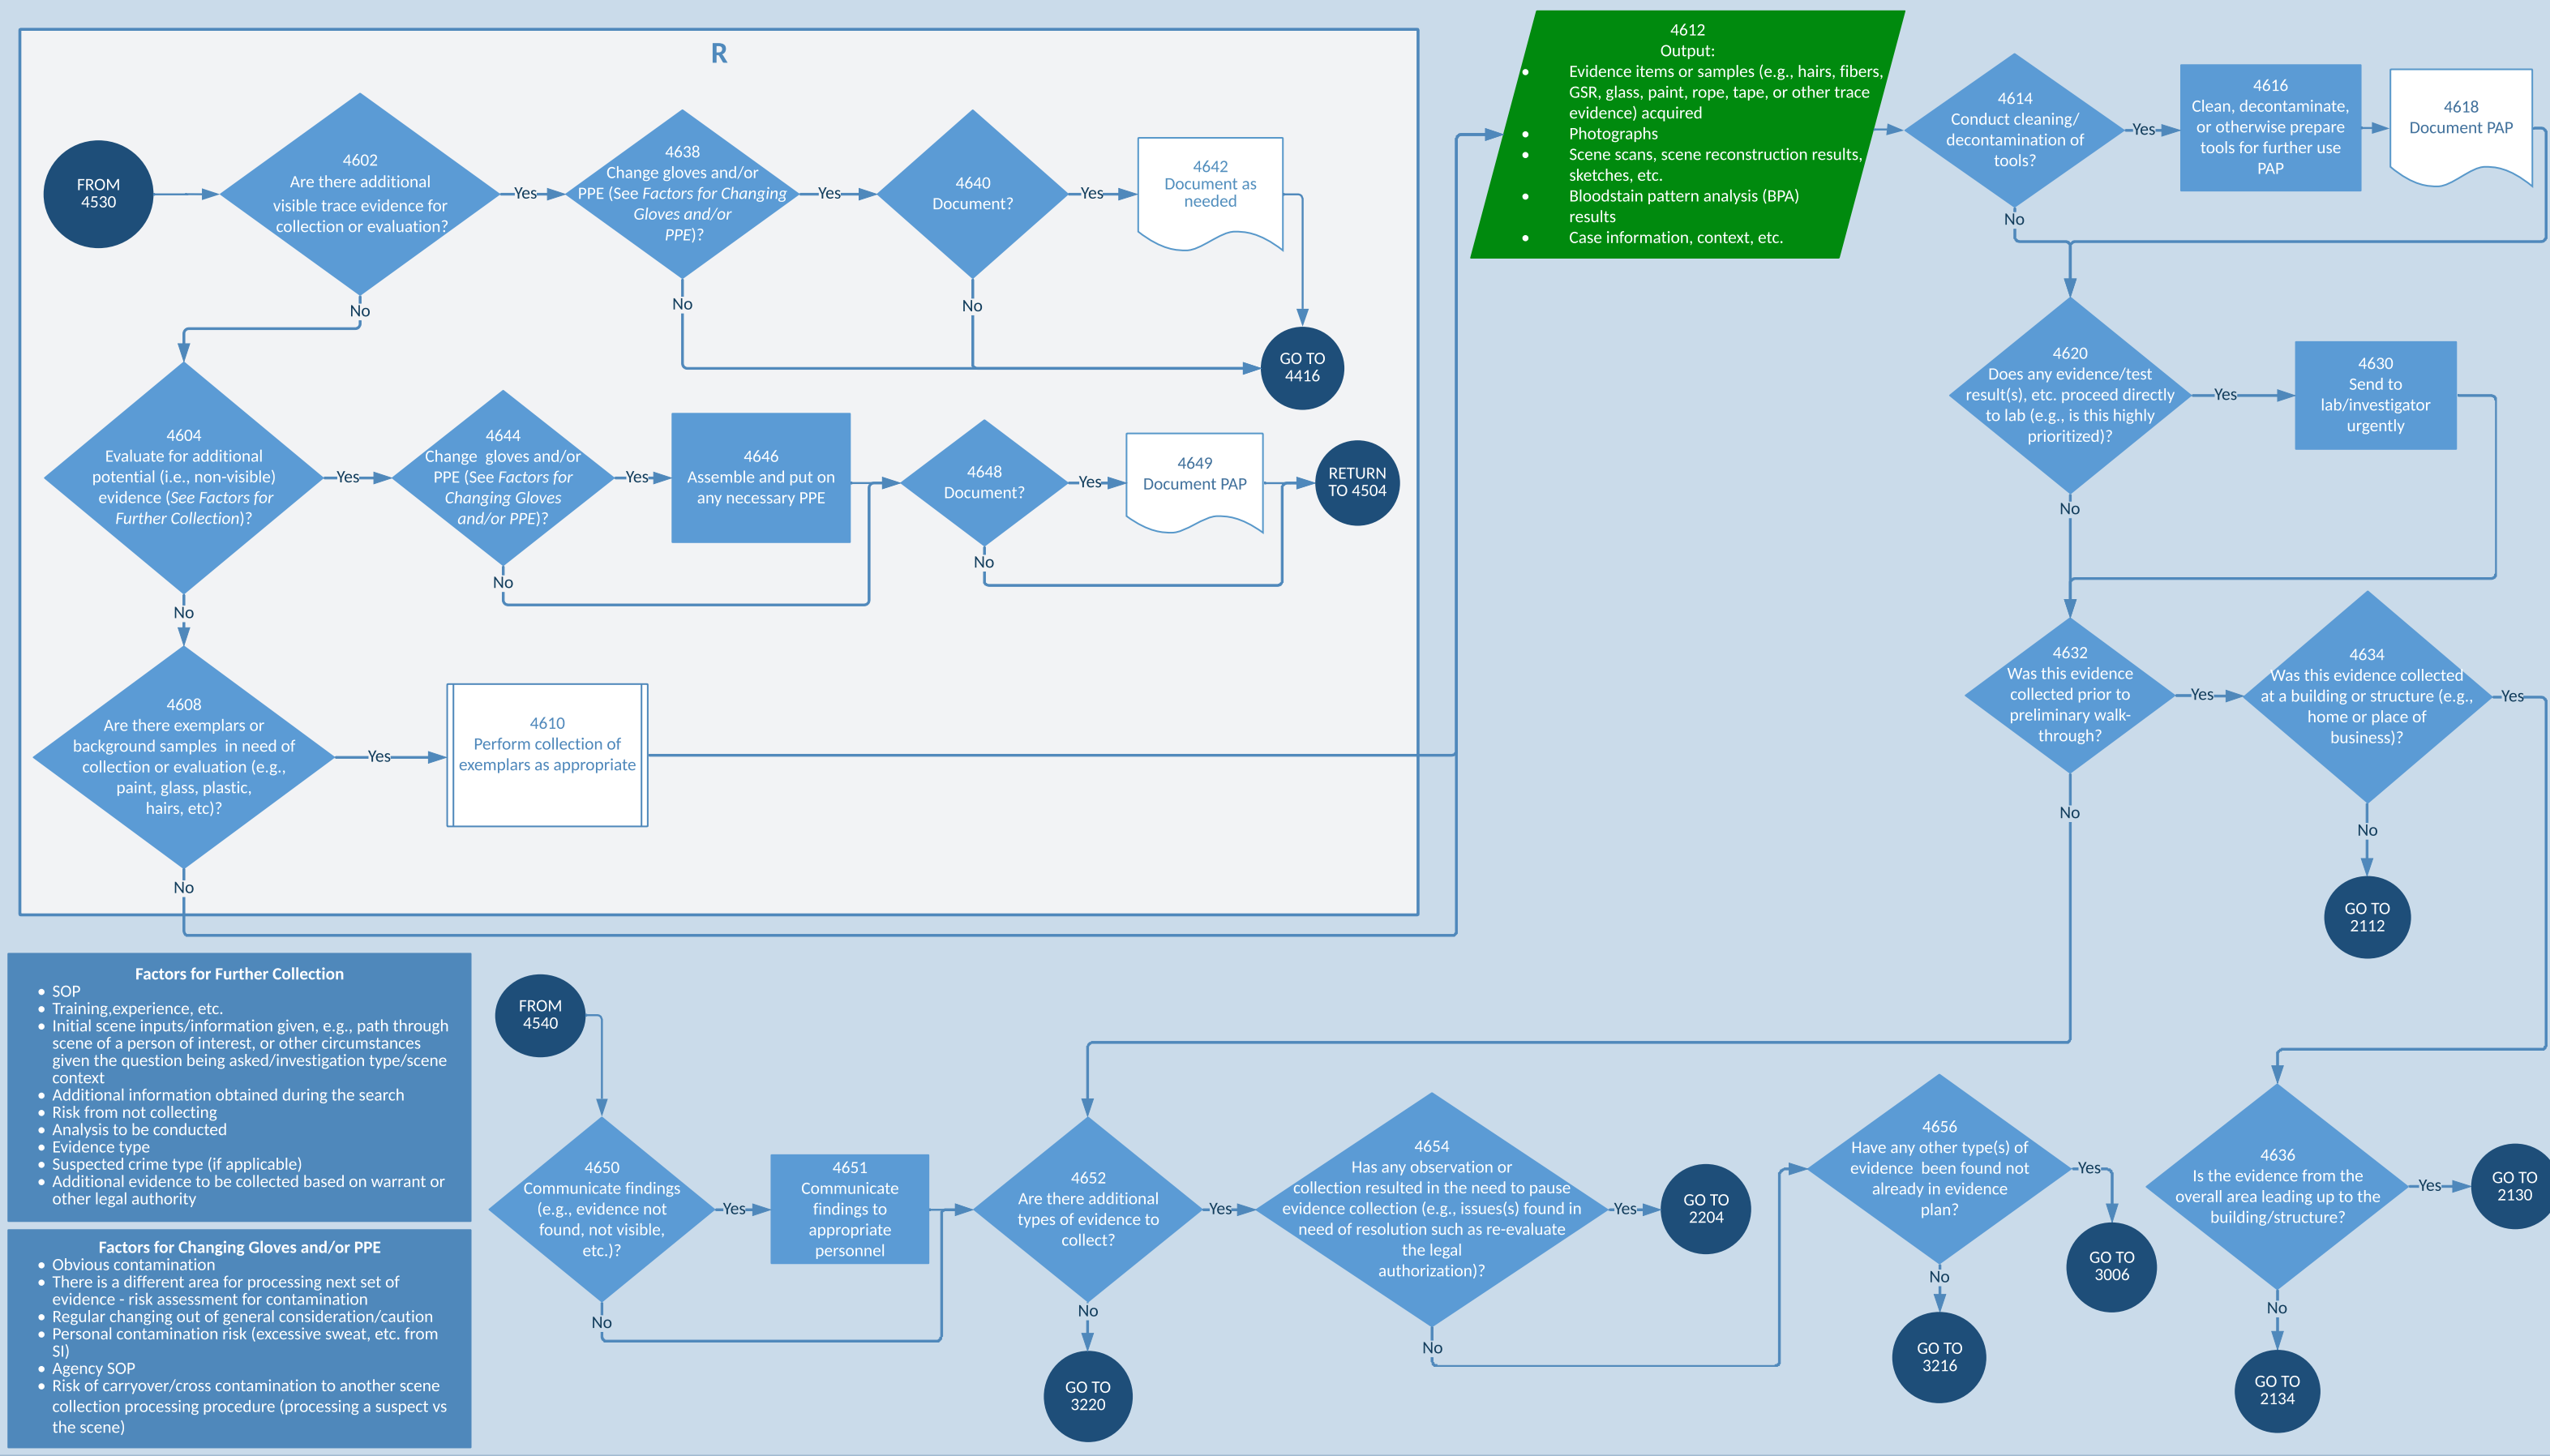 R
FROM
4530
4602
Are there additional
visible trace evidence for
collection or evaluation?
Yes
No
4638
Change gloves and/or
PPE (See Factors for Changing
Gloves and/or
PPE)?
Yes
No
4640
Document?
Yes
No
4642
Document as
needed
GO TO
4416
4604
Evaluate for additional
potential (i.e., non-visible)
evidence (See Factors for
Further Collection)?
Yes
No
4644
Change  gloves and/or
PPE (See Factors for
Changing Gloves
and/or PPE)?
Yes
No
4646
Assemble and put on
any necessary PPE
4648
Document?
Yes
No
4649
Document PAP
RETURN
TO 4504
4608
Are there exemplars or
background samples  in need of
collection or evaluation (e.g.,
paint, glass, plastic,
hairs, etc)?
Yes
No
4610
Perform collection of
exemplars as appropriate
4612
Output:
• Evidence items or samples (e.g., hairs, fibers,
GSR, glass, paint, rope, tape, or other trace
evidence) acquired
• Photographs
• Scene scans, scene reconstruction results,
sketches, etc.
• Bloodstain pattern analysis (BPA)
results
• Case information, context, etc.
4614
Conduct cleaning/
decontamination of
tools?
Yes
No
4616
Clean, decontaminate,
or otherwise prepare
tools for further use
PAP
4618
Document PAP
4620
Does any evidence/test
result(s), etc. proceed directly
to lab (e.g., is this highly
prioritized)?
Yes
No
4630
Send to
lab/investigator
urgently
4632
Was this evidence
collected prior to
preliminary walk-
through?
Yes
No
4634
Was this evidence collected
at a building or structure (e.g.,
home or place of
business)?
Yes
No
GO TO
2112
Factors for Further Collection
• SOP
• Training,experience, etc.
• Initial scene inputs/information given, e.g., path through
scene of a person of interest, or other circumstances
given the question being asked/investigation type/scene
context
• Additional information obtained during the search
• Risk from not collecting
• Analysis to be conducted
• Evidence type
• Suspected crime type (if applicable)
• Additional evidence to be collected based on warrant or
other legal authority
Factors for Changing Gloves and/or PPE
• Obvious contamination
• There is a different area for processing next set of
evidence - risk assessment for contamination
• Regular changing out of general consideration/caution
• Personal contamination risk (excessive sweat, etc. from
SI)
• Agency SOP
• Risk of carryover/cross contamination to another scene
collection processing procedure (processing a suspect vs
the scene)
FROM
4540
4650
Communicate findings
(e.g., evidence not
found, not visible,
etc.)?
Yes
No
4651
Communicate
findings to
appropriate
personnel
4652
Are there additional
types of evidence to
collect?
Yes
No
GO TO
3220
4654
Has any observation or
collection resulted in the need to pause
evidence collection (e.g., issues(s) found in
need of resolution such as re-evaluate
the legal
authorization)?
Yes
No
GO TO
2204
4656
Have any other type(s) of
evidence  been found not
already in evidence
plan?
Yes
No
GO TO
3006
GO TO
3216
4636
Is the evidence from the
overall area leading up to the
building/structure?
Yes
No
GO TO
2130
GO TO
2134